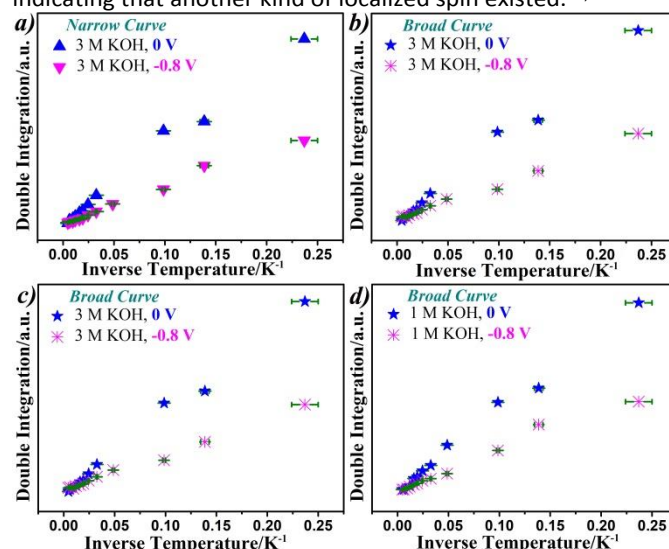 indicating that another kind of localized spin existed.
a)
Narrow Curve
3 M KOH, 0 V
3 M KOH, -0.8 V
Double Integration/a.u.
0.00 0.05 0.10 0.15 0.20 0.25
Inverse Temperature/K-1
b)
Broad Curve
3 M KOH, 0 V
3 M KOH, -0.8 V
Double Integration/a.u.
0.00 0.05 0.10 0.15 0.20 0.25
Inverse Temperature/K-1
c)
Broad Curve
3 M KOH, 0 V
3 M KOH, -0.8 V
Double Integration/a.u.
0.00 0.05 0.10 0.15 0.20 0.25
Inverse Temperature/K-1
d)
Broad Curve
1 M KOH, 0 V
1 M KOH, -0.8 V
Double Integration/a.u.
0.00 0.05 0.10 0.15 0.20 0.25
Inverse Temperature/K-1